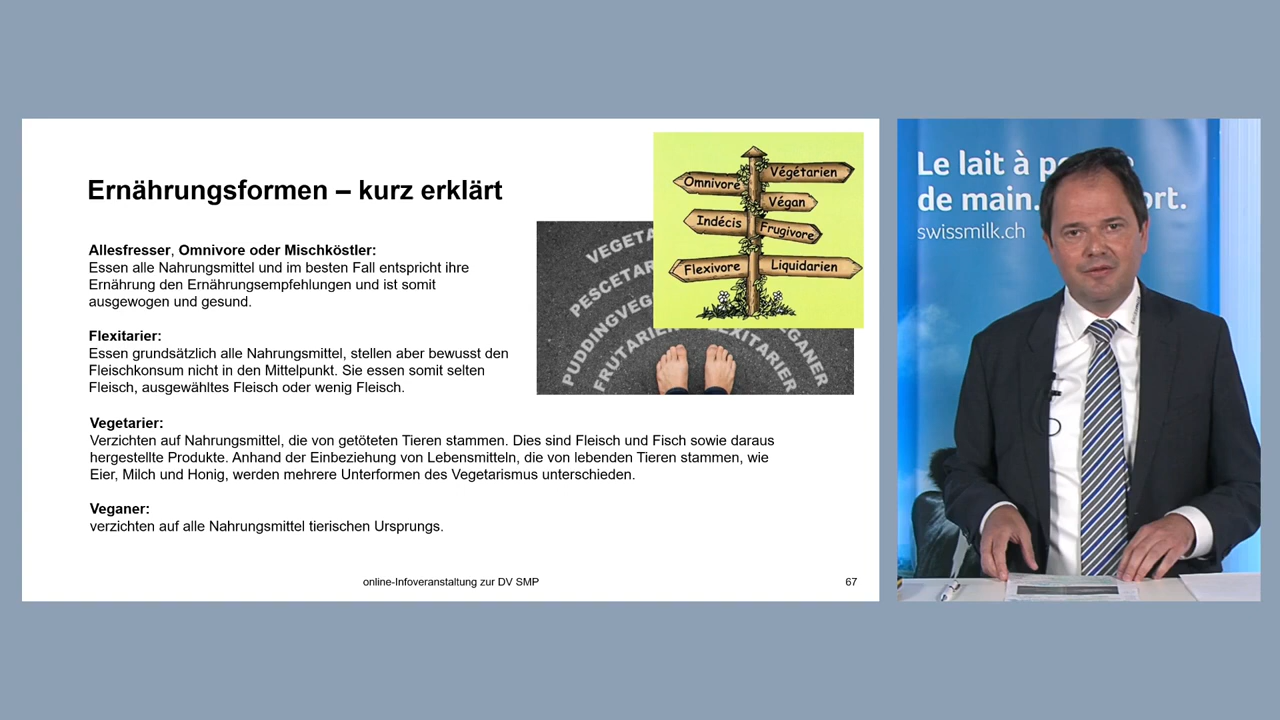 Ernährungsformen – kurz erklärt
Allesfresser, Omnivore oder Mischköstler:
Essen alle Nahrungsmittel und im besten Fall entspricht ihre
Ernährung den Ernährungsempfehlungen und ist somit
ausgewogen und gesund.
Flexitarier:
Essen grundsätzlich alle Nahrungsmittel, stellen aber bewusst den
Fleischkonsum nicht in den Mittelpunkt. Sie essen somit selten
Fleisch, ausgewähltes Fleisch oder wenig Fleisch.
Vegetarier:
Verzichten auf Nahrungsmittel, die von getöteten Tieren stammen. Dies sind Fleisch und Fisch sowie daraus
hergestellte Produkte. Anhand der Einbeziehung von Lebensmitteln, die von lebenden Tieren stammen, wie
Eier, Milch und Honig, werden mehrere Unterformen des Vegetarismus unterschieden.
Veganer:
verzichten auf alle Nahrungsmittel tierischen Ursprungs.
Omnivore
Végétarien
Végan
Indécis
Frugivore
Flexivore
Liquidarien
online-Infoveranstaltung zur DV SMP
67
Le lait à
de main.
swissmilk.ch